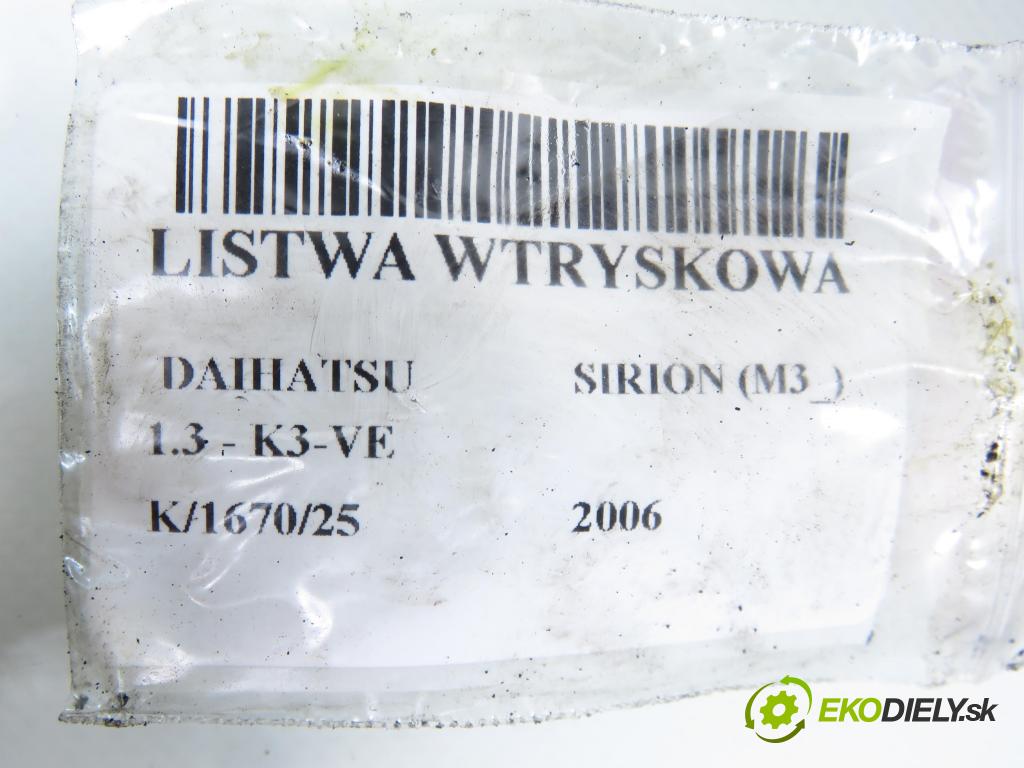 LISTWA WTRYSKOWA
DAIHATSU SIRION (M3_)
1.3 - K3-VE
K/1670/25 2006
EKODIELY.sk